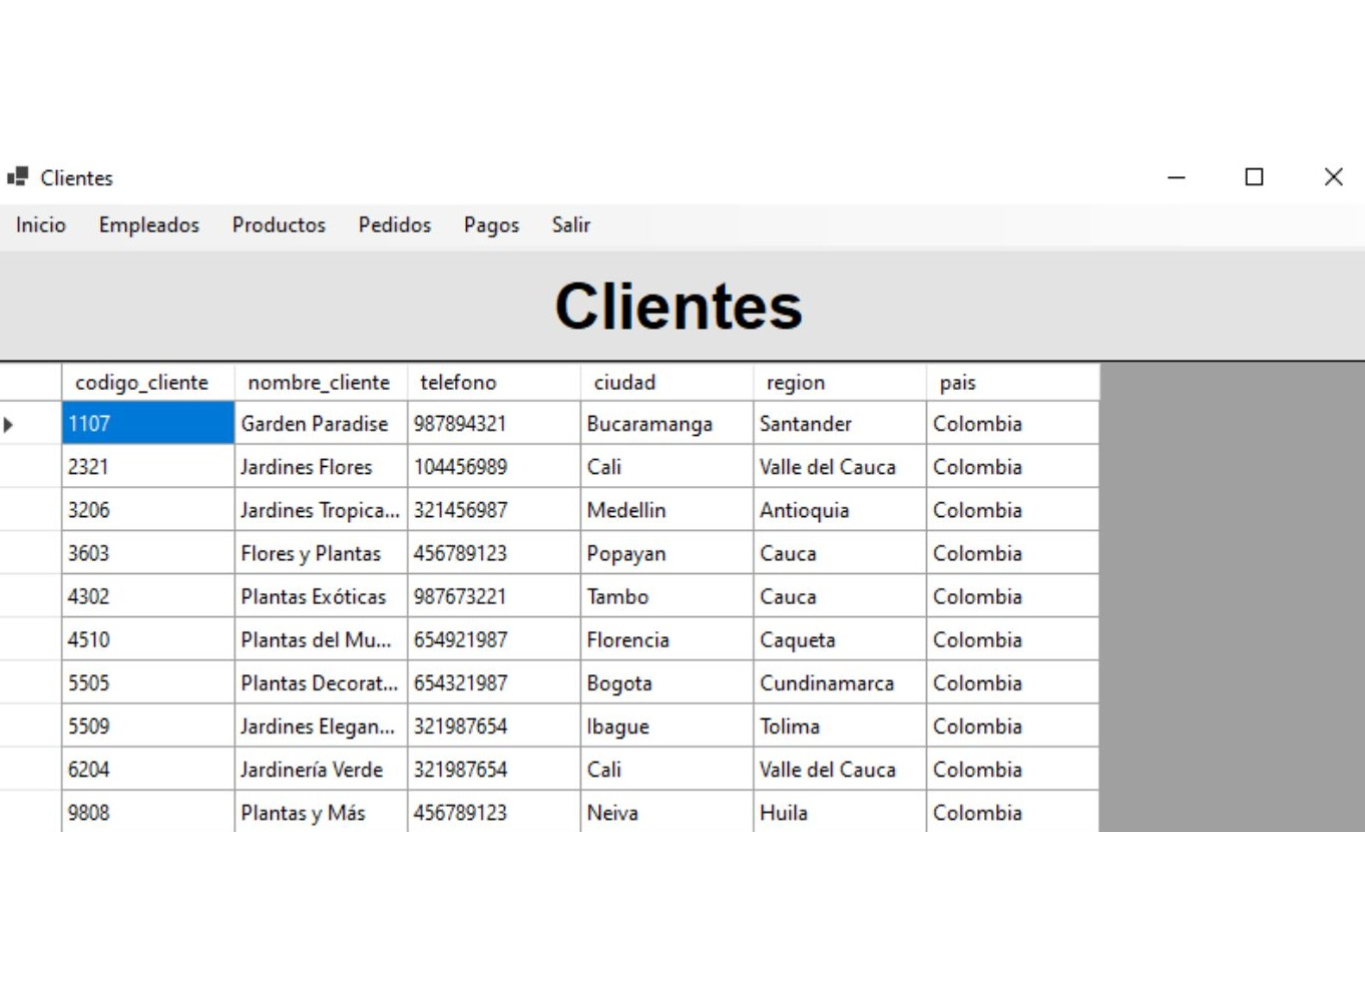 Clientes
Inicio Empleados Productos Pedidos Pagos Salir
Clientes
codigo_cliente nombre_cliente telefono ciudad region pais
1107 Garden Paradise 987894321 Bucaramanga Santander Colombia
2321 Jardines Flores 104456989 Cali Valle del Cauca Colombia
3206 Jardines Tropica... 321456987 Medellin Antioquia Colombia
3603 Flores y Plantas 456789123 Popayan Cauca Colombia
4302 Plantas Exóticas 987673221 Tambo Cauca Colombia
4510 Plantas del Mu... 654921987 Florencia Caqueta Colombia
5505 Plantas Decorat... 654321987 Bogota Cundinamarca Colombia
5509 Jardines Elegan... 321987654 Ibague Tolima Colombia
6204 Jardinería Verde 321987654 Cali Valle del Cauca Colombia
9808 Plantas y Más 456789123 Neiva Huila Colombia